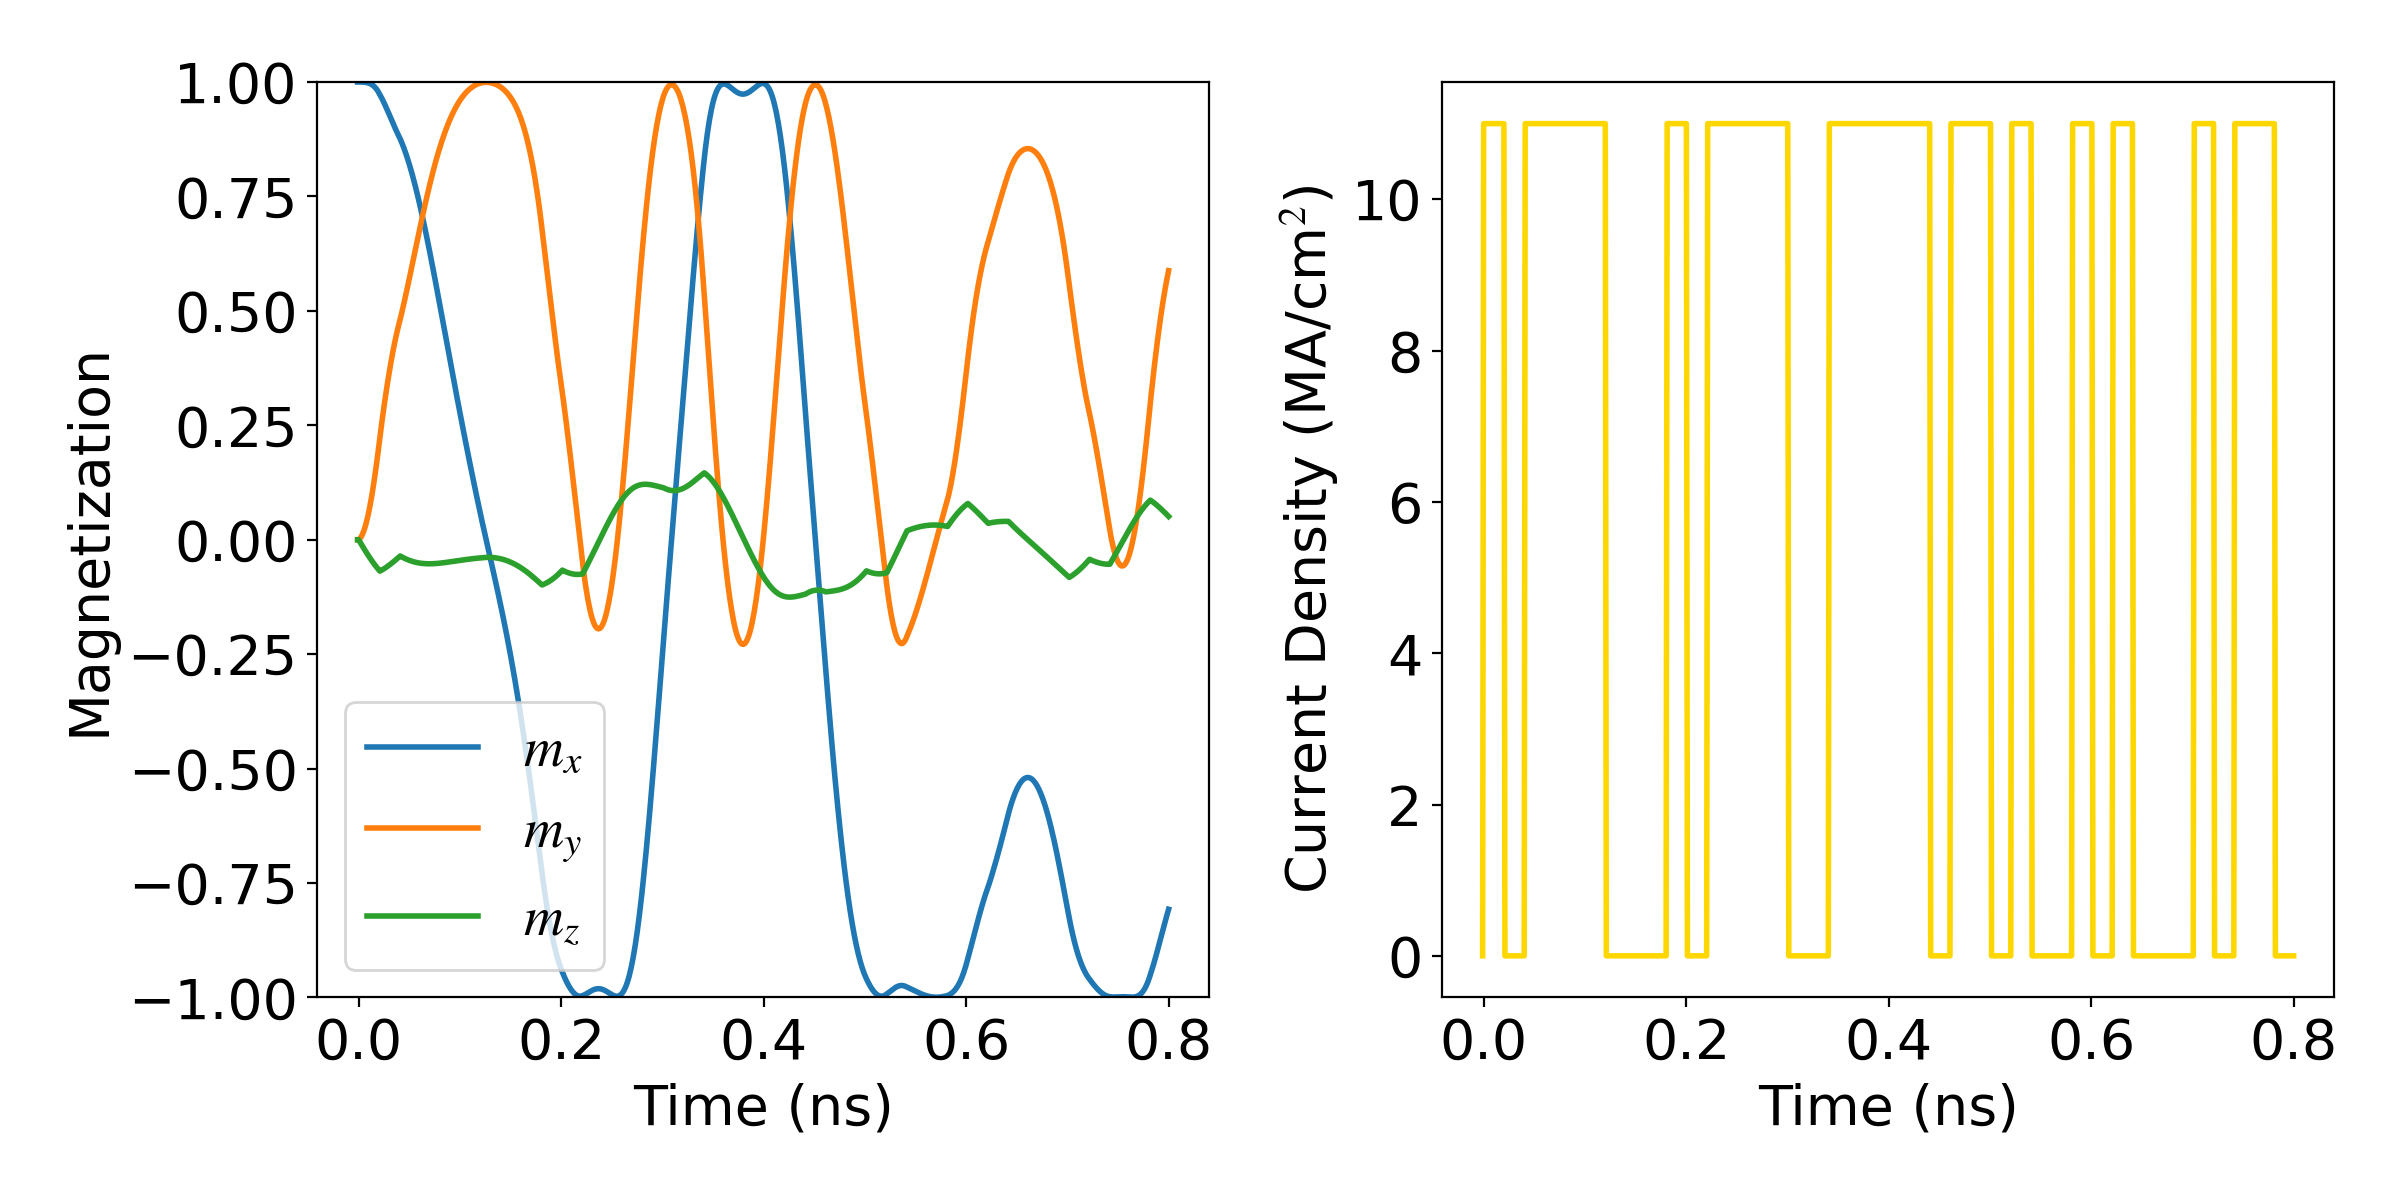 Magnetization
1.00
0.75
0.50
0.25
0.00
−0.25
−0.50
−0.75
−1.00
m_x
m_y
m_z
0.0 0.2 0.4 0.6 0.8
Time (ns)
Current Density (MA/cm²)
10
8
6
4
2
0
0.0 0.2 0.4 0.6 0.8
Time (ns)